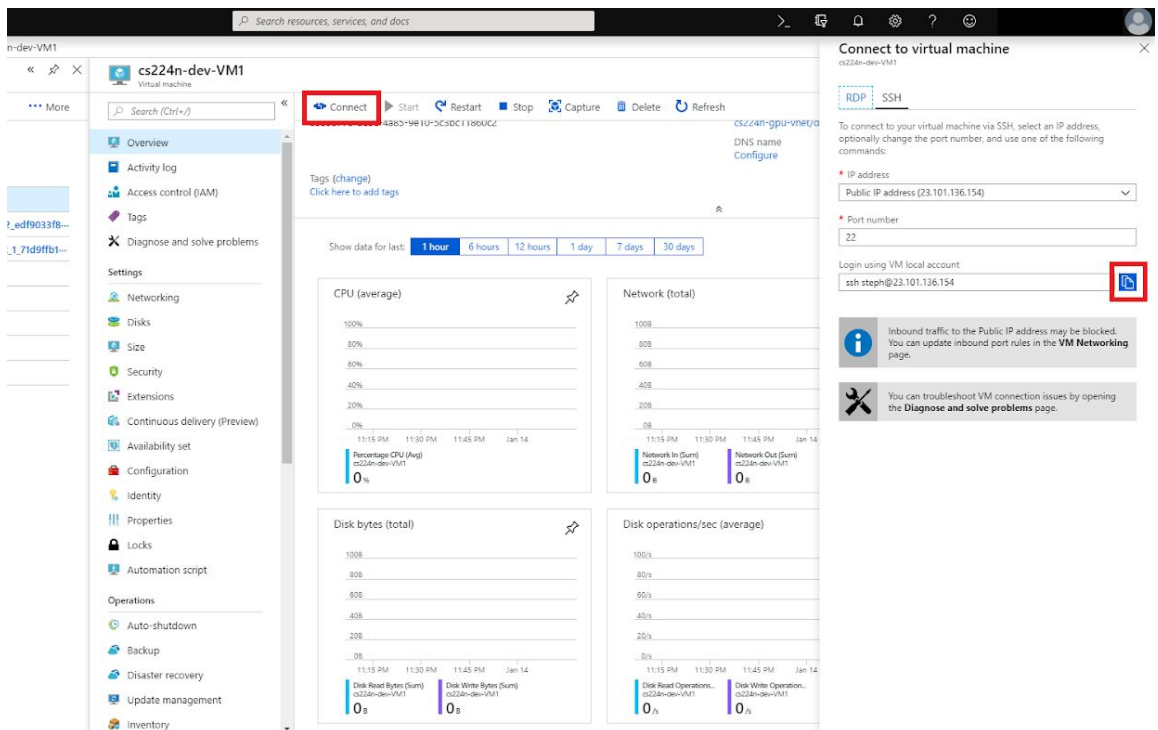 Search resources, services, and docs
n-dev-VM1
More
cs224n-dev-VM1
Virtual machine
Search (Ctrl+/)
Overview
Activity log
Access control (IAM)
Tags
Diagnose and solve problems
Settings
Networking
Disks
Size
Security
Extensions
Continuous delivery (Preview)
Availability set
Configuration
Identity
Properties
Locks
Automation script
Operations
Auto-shutdown
Backup
Disaster recovery
Update management
Inventory
Connect Start Restart Stop Capture Delete Refresh
cs224n-gpu-vnet/d
DNS name
Configure
Tags (change)
Click here to add tags
Show data for last: 1 hour 6 hours 12 hours 1 day 7 days 30 days
CPU (average)
100%
80%
60%
40%
20%
0%
11:15 PM 11:30 PM 11:45 PM Jan 14
Percentage CPU (Avg)
cs224n-dev-VM1
0 %
Network (total)
100B
80B
60B
40B
20B
0B
11:15 PM 11:30 PM 11:45 PM Jan 14
Network In (Sum) Network Out (Sum)
cs224n-dev-VM1 cs224n-dev-VM1
0 B 0 B
Disk bytes (total)
100B
80B
60B
40B
20B
0B
11:15 PM 11:30 PM 11:45 PM Jan 14
Disk Read Bytes (Sum) Disk Write Bytes (Sum)
cs224n-dev-VM1 cs224n-dev-VM1
0 B 0 B
Disk operations/sec (average)
100/s
80/s
60/s
40/s
20/s
0/s
11:15 PM 11:30 PM 11:45 PM Jan 14
Disk Read Operations... Disk Write Operation...
cs224n-dev-VM1 cs224n-dev-VM1
0 /s 0 /s
Connect to virtual machine
cs224n-dev-VM1
RDP SSH
To connect to your virtual machine via SSH, select an IP address,
optionally change the port number, and use one of the following
commands:
* IP address
Public IP address (23.101.136.154)
* Port number
22
Login using VM local account
ssh steph@23.101.136.154
Inbound traffic to the Public IP address may be blocked.
You can update inbound port rules in the VM Networking
page.
You can troubleshoot VM connection issues by opening
the Diagnose and solve problems page.